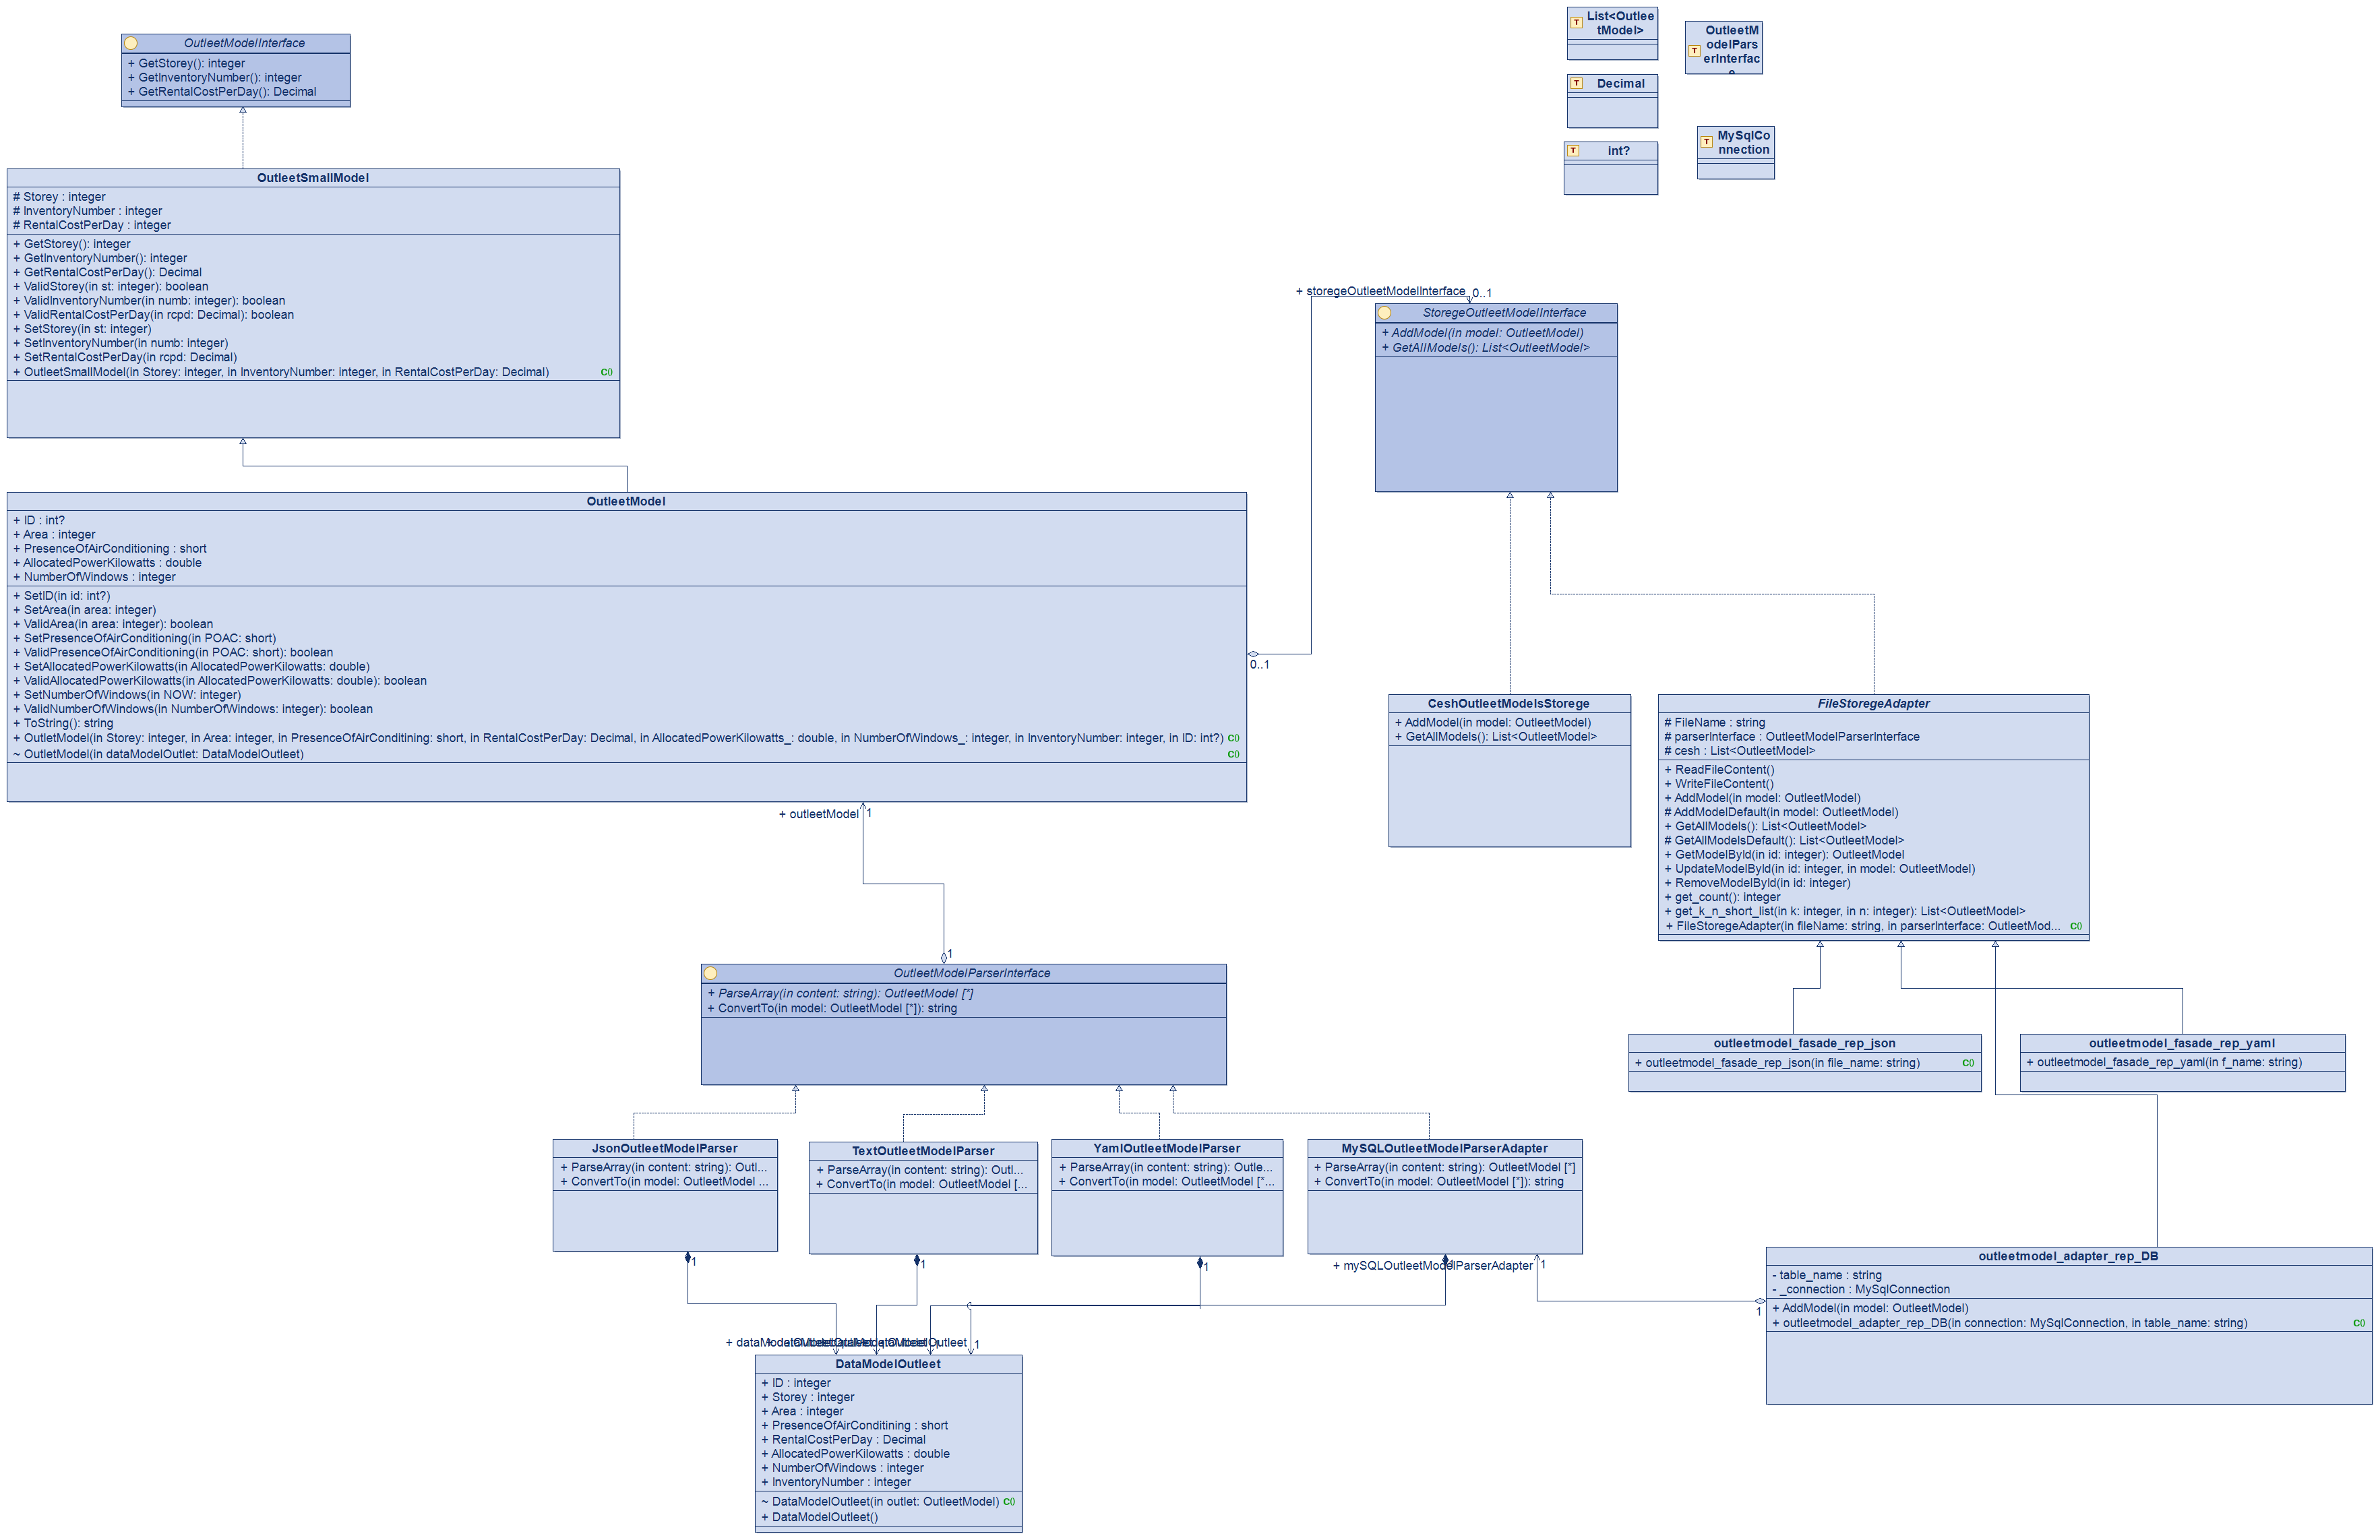 OutleetModelInterface
+ GetStorey(): integer
+ GetInventoryNumber(): integer
+ GetRentalCostPerDay(): Decimal
List<Outlee
tModel>
OutleetM
odelPars
erInterfac
Decimal
int?
MySqlCo
nnection
OutleetSmallModel
# Storey : integer
# InventoryNumber : integer
# RentalCostPerDay : integer
+ GetStorey(): integer
+ GetInventoryNumber(): integer
+ GetRentalCostPerDay(): Decimal
+ ValidStorey(in st: integer): boolean
+ ValidInventoryNumber(in numb: integer): boolean
+ ValidRentalCostPerDay(in rcpd: Decimal): boolean
+ SetStorey(in st: integer)
+ SetInventoryNumber(in numb: integer)
+ SetRentalCostPerDay(in rcpd: Decimal)
+ OutleetSmallModel(in Storey: integer, in InventoryNumber: integer, in RentalCostPerDay: Decimal) C()
+ storegeOutleetModelInterface 0..1
StoregeOutleetModelInterface
+ AddModel(in model: OutleetModel)
+ GetAllModels(): List<OutleetModel>
OutleetModel
+ ID : int?
+ Area : integer
+ PresenceOfAirConditioning : short
+ AllocatedPowerKilowatts : double
+ NumberOfWindows : integer
+ SetID(in id: int?)
+ SetArea(in area: integer)
+ ValidArea(in area: integer): boolean
+ SetPresenceOfAirConditioning(in POAC: short)
+ ValidPresenceOfAirConditioning(in POAC: short): boolean
+ SetAllocatedPowerKilowatts(in AllocatedPowerKilowatts: double)
+ ValidAllocatedPowerKilowatts(in AllocatedPowerKilowatts: double): boolean
+ SetNumberOfWindows(in NOW: integer)
+ ValidNumberOfWindows(in NumberOfWindows: integer): boolean
+ ToString(): string
+ OutletModel(in Storey: integer, in Area: integer, in PresenceOfAirConditining: short, in RentalCostPerDay: Decimal, in AllocatedPowerKilowatts_: double, in NumberOfWindows_: integer, in InventoryNumber: integer, in ID: int?) C()
~ OutletModel(in dataModelOutlet: DataModelOutleet) C()
0..1
CeshOutleetModelsStorege
+ AddModel(in model: OutleetModel)
+ GetAllModels(): List<OutleetModel>
FileStoregeAdapter
# FileName : string
# parserInterface : OutleetModelParserInterface
# cesh : List<OutleetModel>
+ ReadFileContent()
+ WriteFileContent()
+ AddModel(in model: OutleetModel)
# AddModelDefault(in model: OutleetModel)
+ GetAllModels(): List<OutleetModel>
# GetAllModelsDefault(): List<OutleetModel>
+ GetModelById(in id: integer): OutleetModel
+ UpdateModelById(in id: integer, in model: OutleetModel)
+ RemoveModelById(in id: integer)
+ get_count(): integer
+ get_k_n_short_list(in k: integer, in n: integer): List<OutleetModel>
+ FileStoregeAdapter(in fileName: string, in parserInterface: OutleetMod... C()
+ outleetModel 1
1
OutleetModelParserInterface
+ ParseArray(in content: string): OutleetModel [*]
+ ConvertTo(in model: OutleetModel [*]): string
outleetmodel_fasade_rep_json
+ outleetmodel_fasade_rep_json(in file_name: string) C()
outleetmodel_fasade_rep_yaml
+ outleetmodel_fasade_rep_yaml(in f_name: string)
JsonOutleetModelParser
+ ParseArray(in content: string): Outl...
+ ConvertTo(in model: OutleetModel ...
TextOutleetModelParser
+ ParseArray(in content: string): Outl...
+ ConvertTo(in model: OutleetModel [...
YamlOutleetModelParser
+ ParseArray(in content: string): Outle...
+ ConvertTo(in model: OutleetModel [*...
MySQLOutleetModelParserAdapter
+ ParseArray(in content: string): OutleetModel [*]
+ ConvertTo(in model: OutleetModel [*]): string
1
1
1
+ mySQLOutleetModelParserAdapter 1
outleetmodel_adapter_rep_DB
- table_name : string
- _connection : MySqlConnection
+ AddModel(in model: OutleetModel)
+ outleetmodel_adapter_rep_DB(in connection: MySqlConnection, in table_name: string) C()
1
1
DataModelOutleet
+ ID : integer
+ Storey : integer
+ Area : integer
+ PresenceOfAirConditining : short
+ RentalCostPerDay : Decimal
+ AllocatedPowerKilowatts : double
+ NumberOfWindows : integer
+ InventoryNumber : integer
~ DataModelOutleet(in outlet: OutleetModel) C()
+ DataModelOutleet()